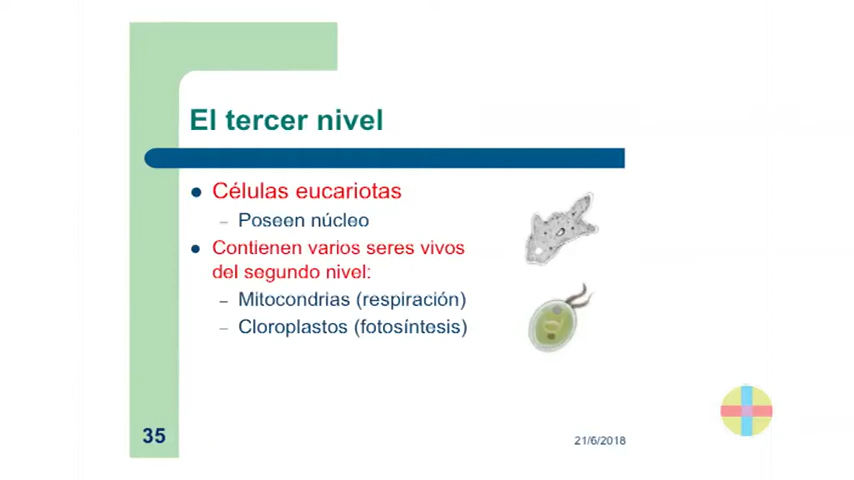 El tercer nivel
● Células eucariotas
– Poseen núcleo
● Contienen varios seres vivos
del segundo nivel:
– Mitocondrias (respiración)
– Cloroplastos (fotosíntesis)
35
21/6/2018